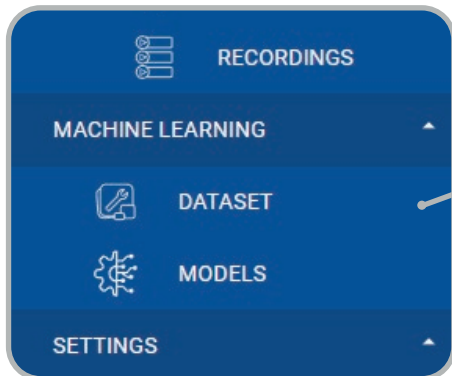 RECORDINGS
MACHINE LEARNING
DATASET
MODELS
SETTINGS